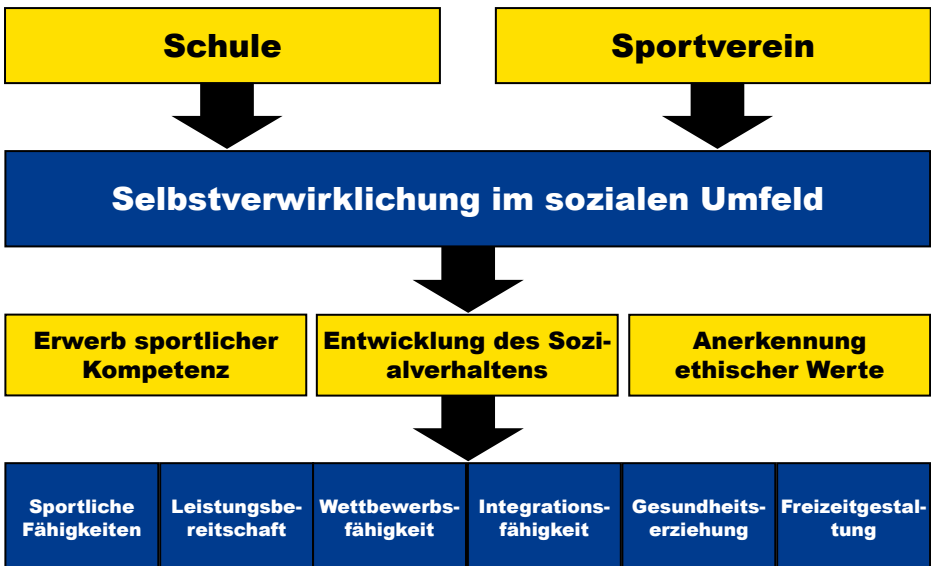 Schule
Sportverein
Selbstverwirklichung im sozialen Umfeld
Erwerb sportlicher
Kompetenz
Entwicklung des Sozi-
alverhaltens
Anerkennung
ethischer Werte
Sportliche
Fähigkeiten
Leistungsbe-
reitschaft
Wettbewerbs-
fähigkeit
Integrations-
fähigkeit
Gesundheits-
erziehung
Freizeitgestal-
tung